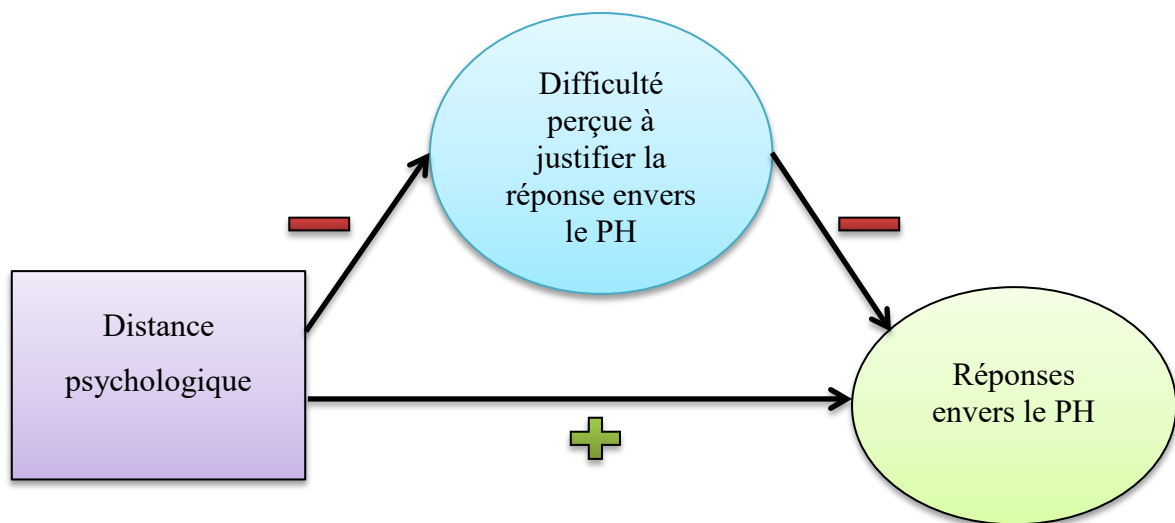 Difficulté
perçue à
justifier la
réponse envers
le PH
Distance
psychologique
Réponses
envers le PH